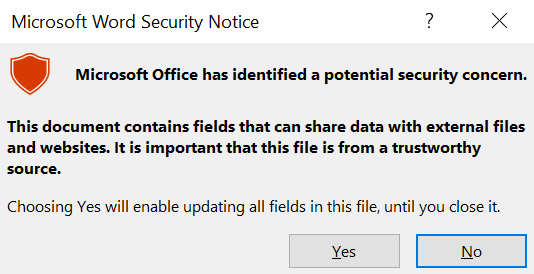 Microsoft Word Security Notice
?
Microsoft Office has identified a potential security concern.
This document contains fields that can share data with external files
and websites. It is important that this file is from a trustworthy
source.
Choosing Yes will enable updating all fields in this file, until you close it.
Yes
No